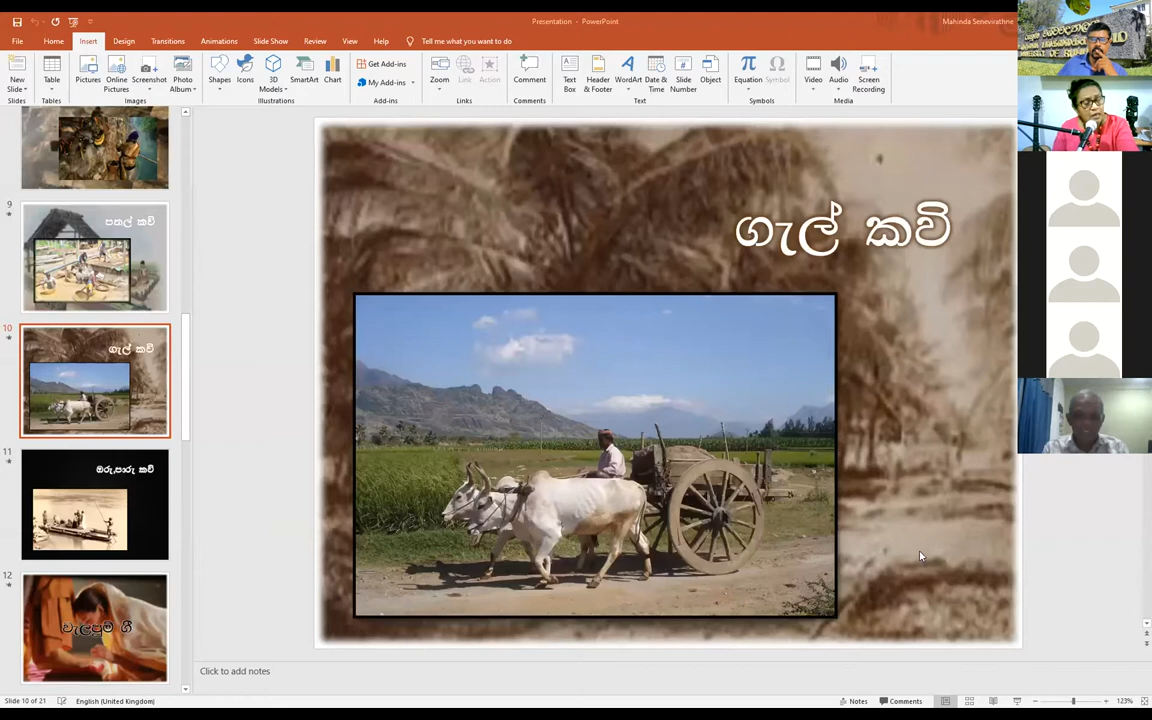 Presentation - PowerPoint
Mahinda Senevirathne
File Home Insert Design Transitions Animations Slide Show Review View Help Tell me what you want to do
New Slide
Table
Pictures
Online Pictures
Screenshot
Photo Album
Shapes
Icons
3D Models
SmartArt
Chart
Get Add-ins
My Add-ins
Zoom
Link
Action
Comment
Text Box
Header & Footer
WordArt
Date & Time
Slide Number
Object
Equation
Symbol
Video
Audio
Screen Recording
Slides Tables Images Illustrations Add-ins Links Comments Text Symbols Media
9
පතල් කවි
10
ගැල් කවි
11
ඔරු,පාරු කවි
12
වැලපුම් ගී
ගැල් කවි
Click to add notes
Slide 10 of 21 English (United Kingdom) Notes Comments 123%